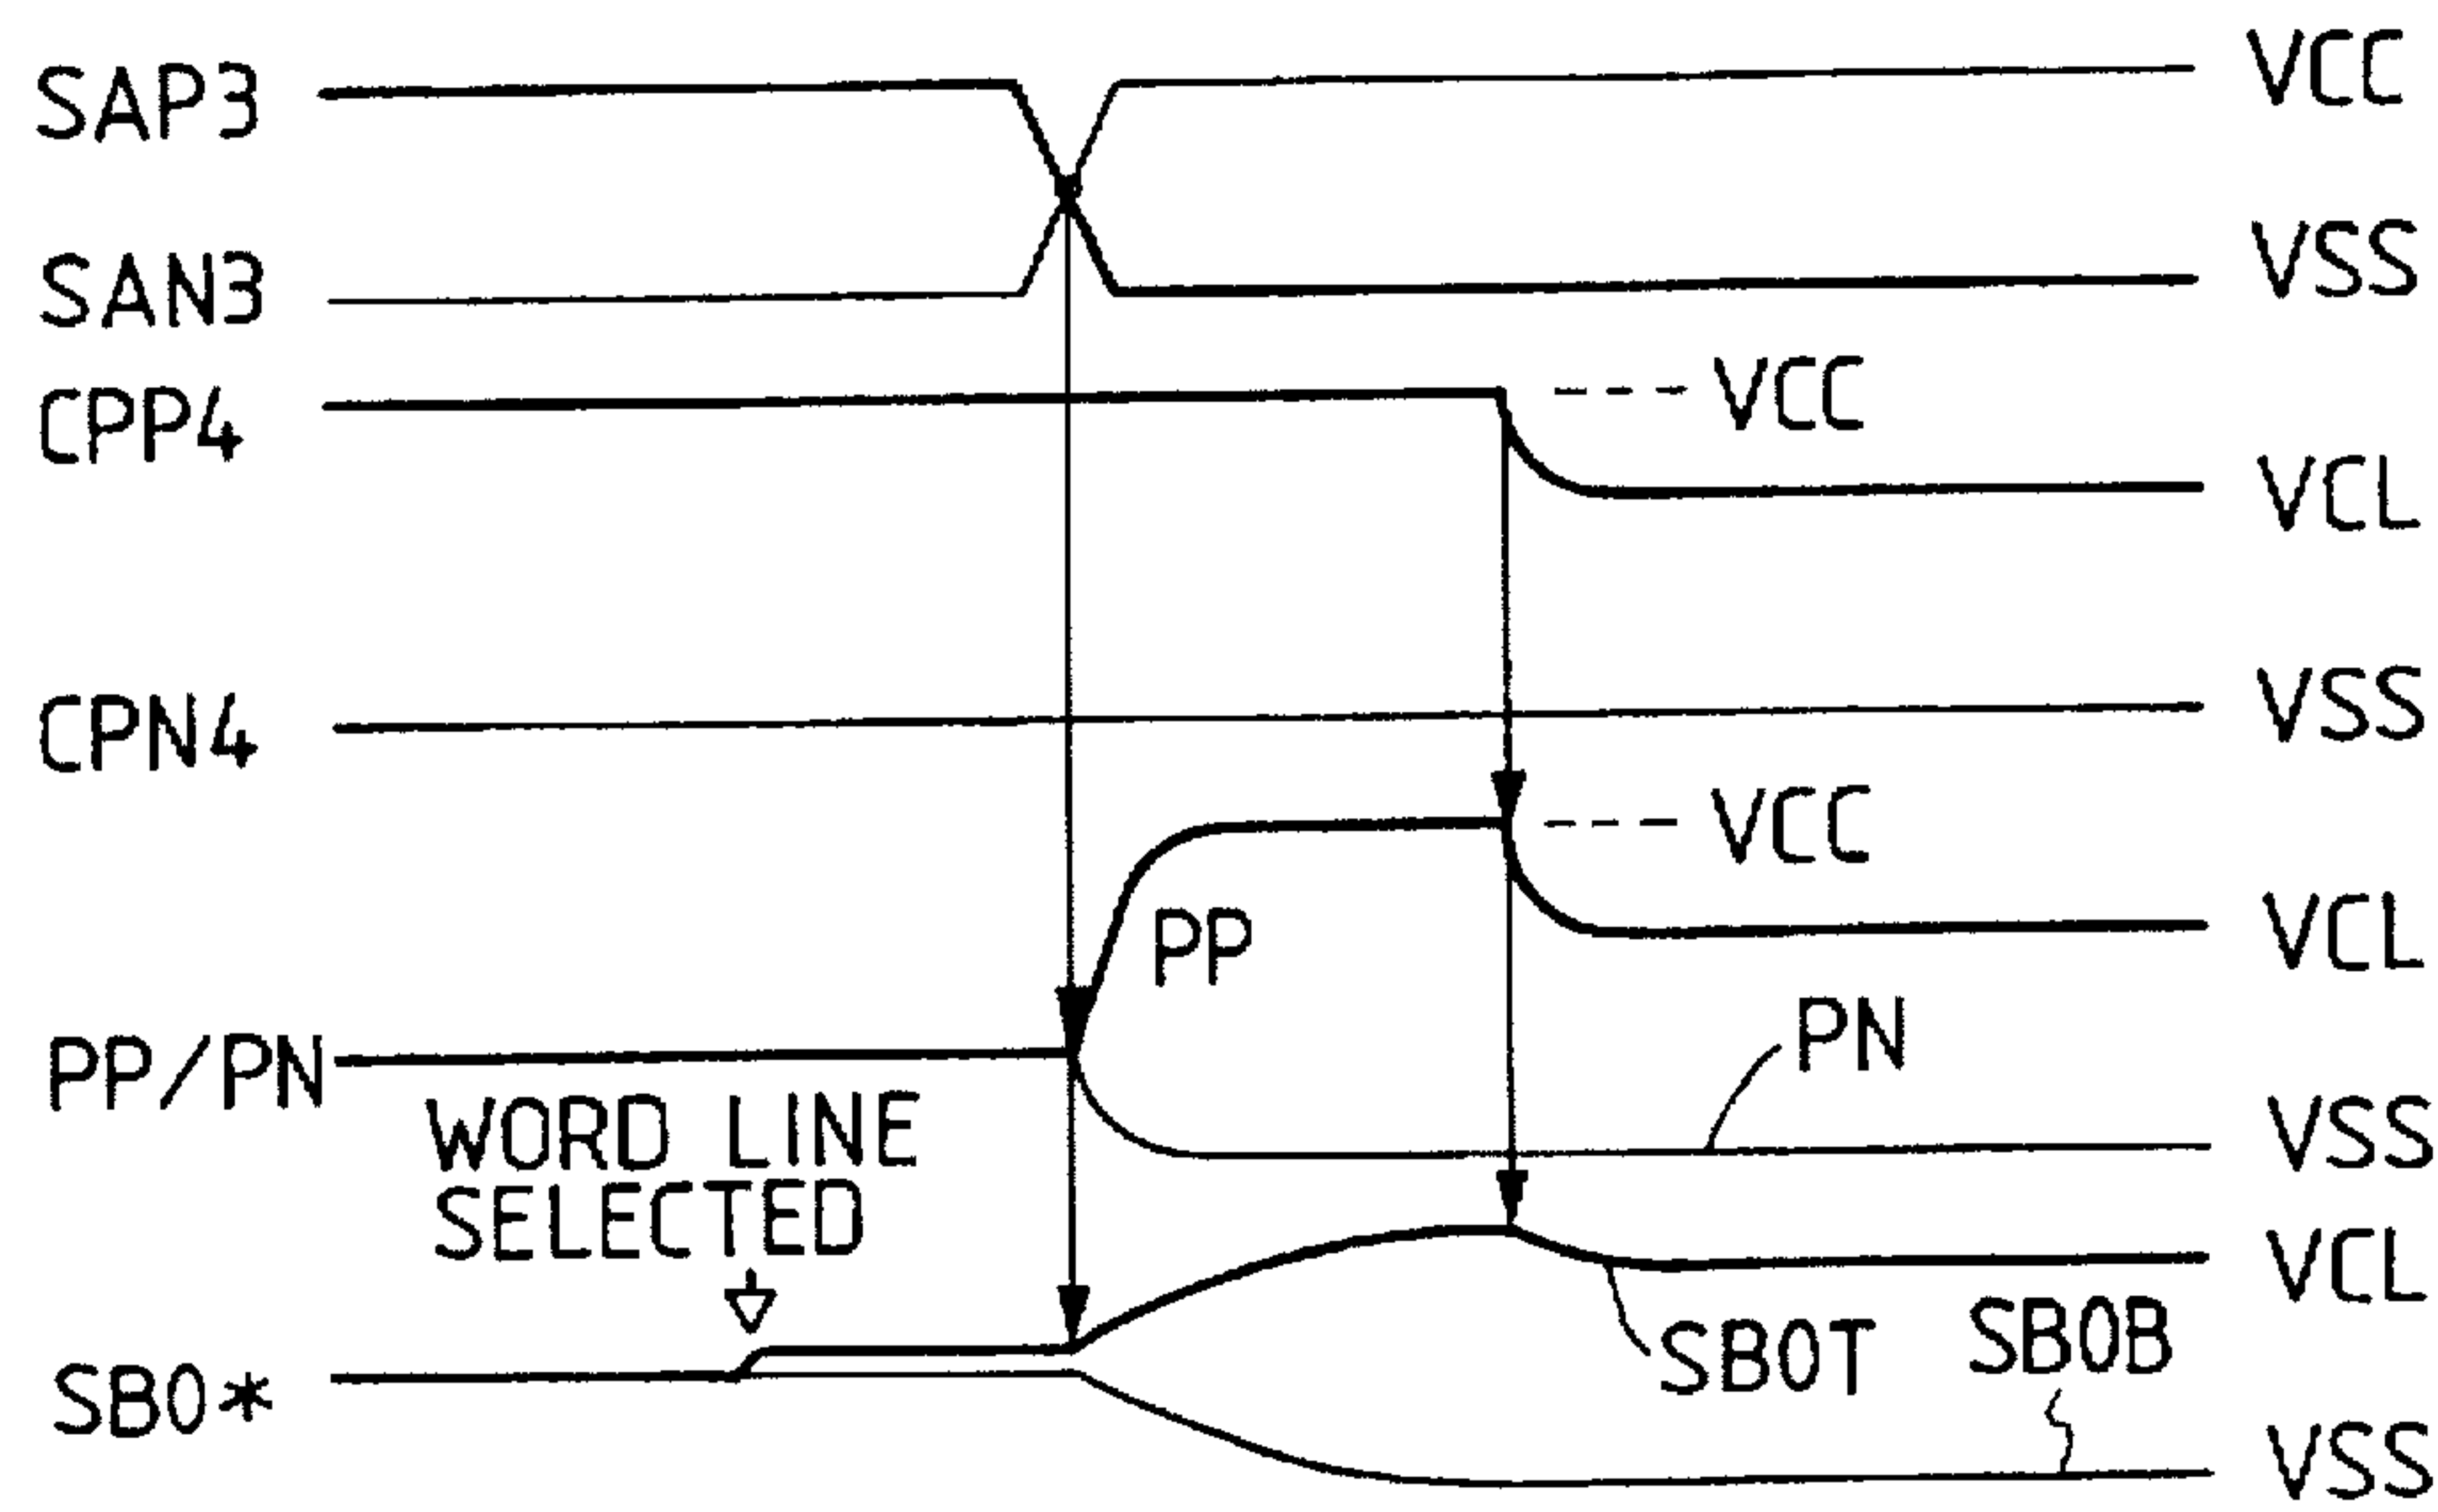 SAP3
VCC
SAN3
VSS
CPP4
VCC
VCL
CPN4
VSS
VCC
PP
VCL
PN
PP/PN
WORD LINE
SELECTED
VSS
VCL
SB0T
SB0B
SB0*
VSS